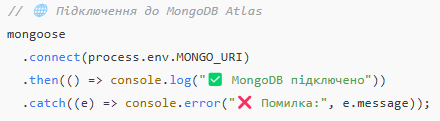 // 🌐 Підключення до MongoDB Atlas
mongoose
  .connect(process.env.MONGO_URI)
  .then(() => console.log("✅ MongoDB підключено"))
  .catch((e) => console.error("❌ Помилка:", e.message));